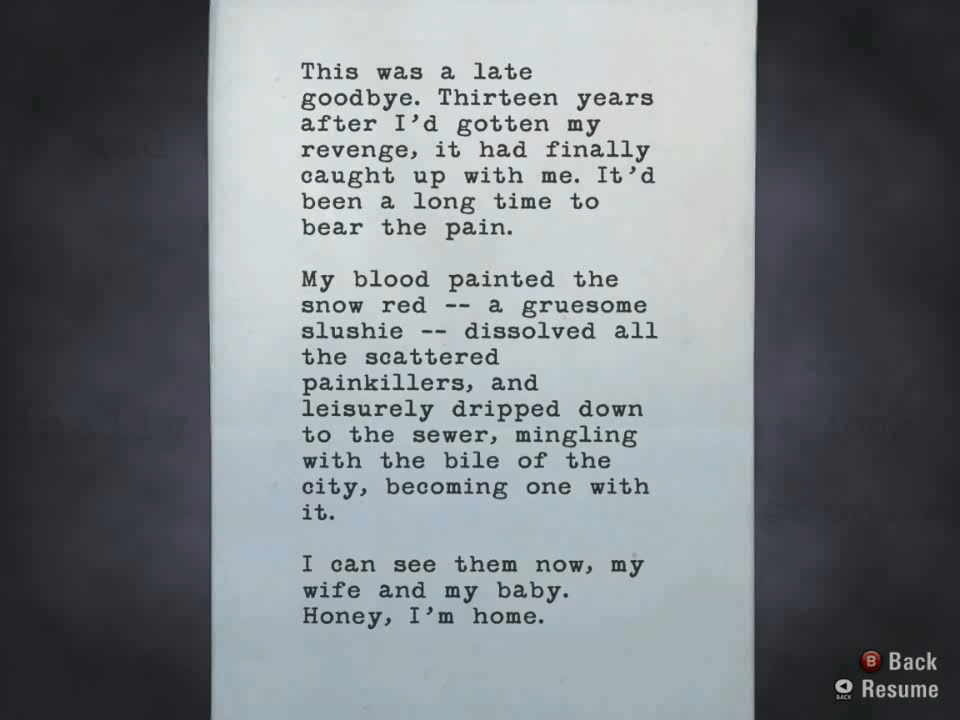 This was a late
goodbye. Thirteen years
after I'd gotten my
revenge, it had finally
caught up with me. It'd
been a long time to
bear the pain.
My blood painted the
snow red -- a gruesome
slushie -- dissolved all
the scattered
painkillers, and
leisurely dripped down
to the sewer, mingling
with the bile of the
city, becoming one with
it.
I can see them now, my
wife and my baby.
Honey, I'm home.
B Back
BACK Resume